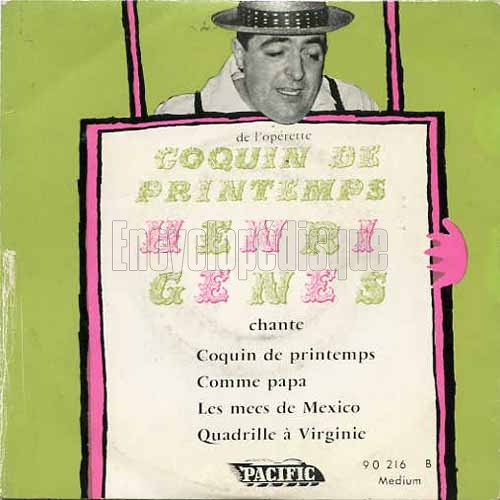 de l'opérette
COQUIN DE
PRINTEMPS
HENRI
Encyclopédisque
GENES
chante
Coquin de printemps
Comme papa
Les mecs de Mexico
Quadrille à Virginie
PACIFIC
90 216 B
Medium